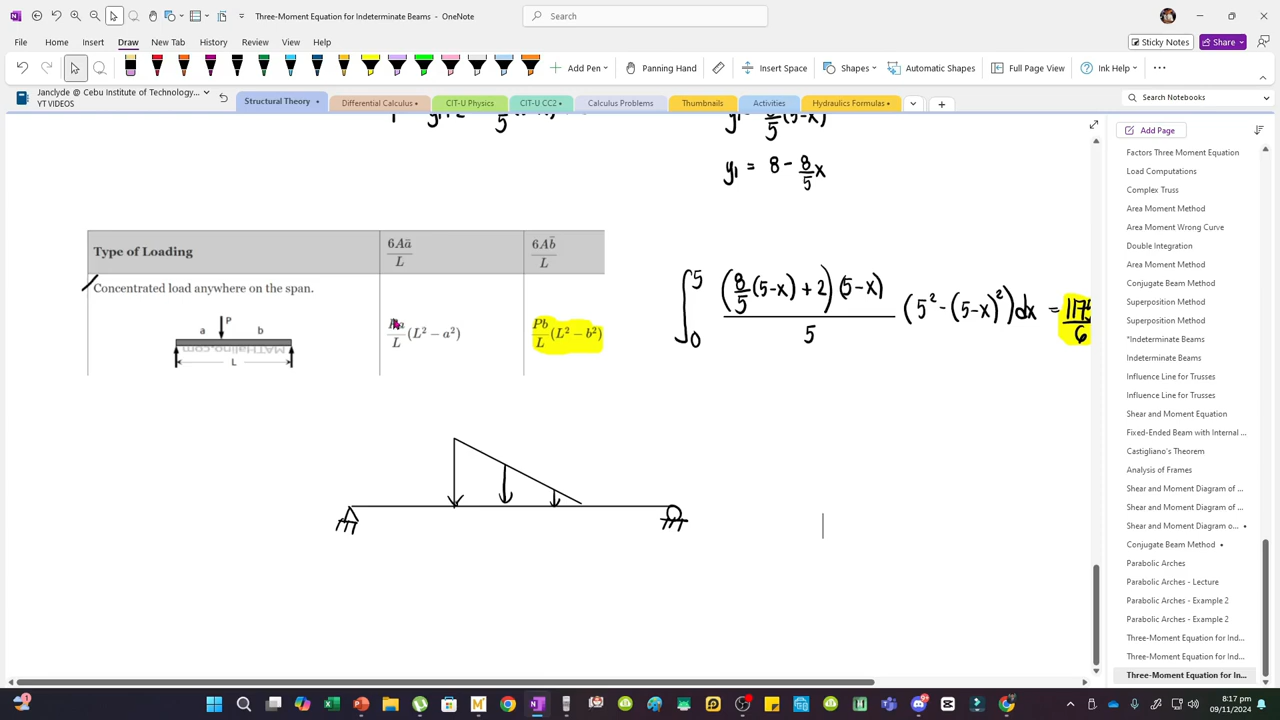 Three-Moment Equation for Indeterminate Beams - OneNote
Search
File Home Insert Draw New Tab History Review View Help
Sticky Notes
Share
Add Pen
Panning Hand
Insert Space
Shapes
Automatic Shapes
Full Page View
Ink Help
Janclyde @ Cebu Institute of Technology...
YT VIDEOS
Structural Theory
Differential Calculus
CIT-U Physics
CIT-U CC2
Calculus Problems
Thumbnails
Activities
Hydraulics Formulas
Search Notebooks
Add Page
Factors Three Moment Equation
Load Computations
Complex Truss
Area Moment Method
Area Moment Wrong Curve
Double Integration
Area Moment Method
Conjugate Beam Method
Superposition Method
Superposition Method
*Indeterminate Beams
Indeterminate Beams
Influence Line for Trusses
Influence Line for Trusses
Shear and Moment Equation
Fixed-Ended Beam with Internal ...
Castigliano's Theorem
Analysis of Frames
Shear and Moment Diagram of ...
Shear and Moment Diagram of ...
Shear and Moment Diagram o...
Conjugate Beam Method
Parabolic Arches
Parabolic Arches - Lecture
Parabolic Arches - Example 2
Parabolic Arches - Example 2
Three-Moment Equation for Ind...
Three-Moment Equation for Ind...
Three-Moment Equation for In...
y1 = 8 - 8/5 x
Type of Loading
6Aā/L
6Ab̄/L
Concentrated load anywhere on the span.
P
a b
L
Pa/L (L² − a²)
Pb/L (L² − b²)
∫₀⁵ (8/5 (5-x) + 2)(5-x) / 5 (5² - (5-x)²) dx =
8:17 pm
09/11/2024